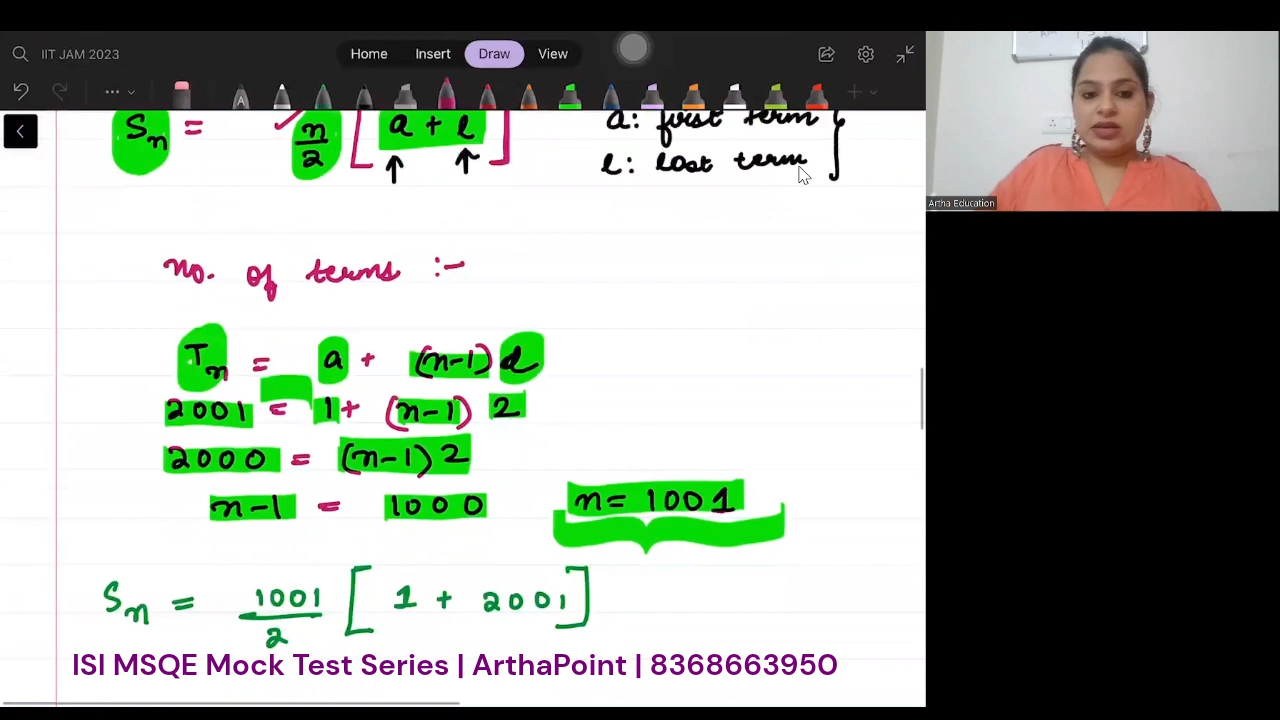 IIT JAM 2023
Home Insert Draw View
Sn = n/2 [a + l]
a: first term
l: last term
Artha Education
no. of terms :-
Tn = a + (n-1) d
2001 = 1 + (n-1) 2
2000 = (n-1) 2
n-1 = 1000
n = 1001
Sn = 1001/2 [1 + 2001]
ISI MSQE Mock Test Series | ArthaPoint | 8368663950